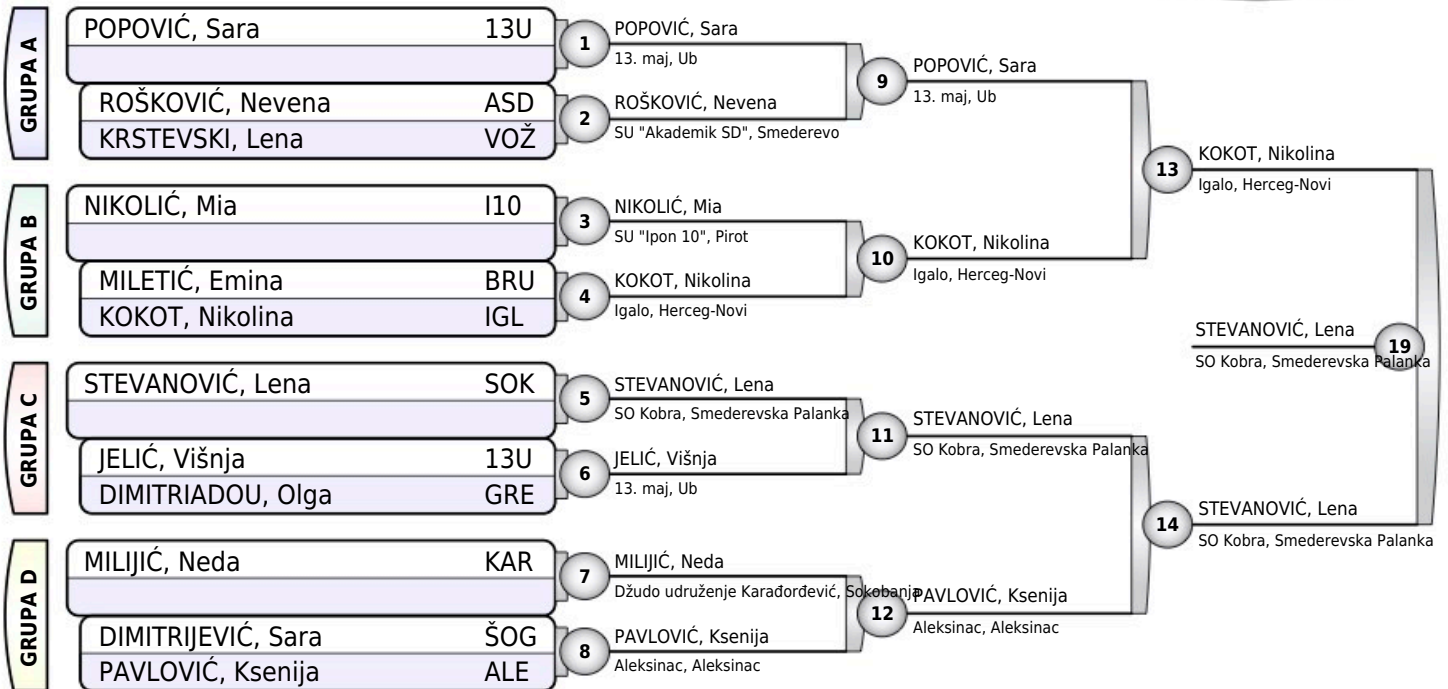 GRUPA A
POPOVIĆ, Sara 13U
ROŠKOVIĆ, Nevena ASD
KRSTEVSKI, Lena VOŽ
GRUPA B
NIKOLIĆ, Mia I10
MILETIĆ, Emina BRU
KOKOT, Nikolina IGL
GRUPA C
STEVANOVIĆ, Lena SOK
JELIĆ, Višnja 13U
DIMITRIADOU, Olga GRE
GRUPA D
MILIJIĆ, Neda KAR
DIMITRIJEVIĆ, Sara ŠOG
PAVLOVIĆ, Ksenija ALE
1
POPOVIĆ, Sara
13. maj, Ub
2
ROŠKOVIĆ, Nevena
SU "Akademik SD", Smederevo
3
NIKOLIĆ, Mia
SU "Ipon 10", Pirot
4
KOKOT, Nikolina
Igalo, Herceg-Novi
5
STEVANOVIĆ, Lena
SO Kobra, Smederevska Palanka
6
JELIĆ, Višnja
13. maj, Ub
7
MILIJIĆ, Neda
Džudo udruženje Karađorđević, Sokobanja
8
PAVLOVIĆ, Ksenija
Aleksinac, Aleksinac
9
POPOVIĆ, Sara
13. maj, Ub
10
KOKOT, Nikolina
Igalo, Herceg-Novi
11
STEVANOVIĆ, Lena
SO Kobra, Smederevska Palanka
12
PAVLOVIĆ, Ksenija
Aleksinac, Aleksinac
13
KOKOT, Nikolina
Igalo, Herceg-Novi
14
STEVANOVIĆ, Lena
SO Kobra, Smederevska Palanka
19
STEVANOVIĆ, Lena
SO Kobra, Smederevska Palanka